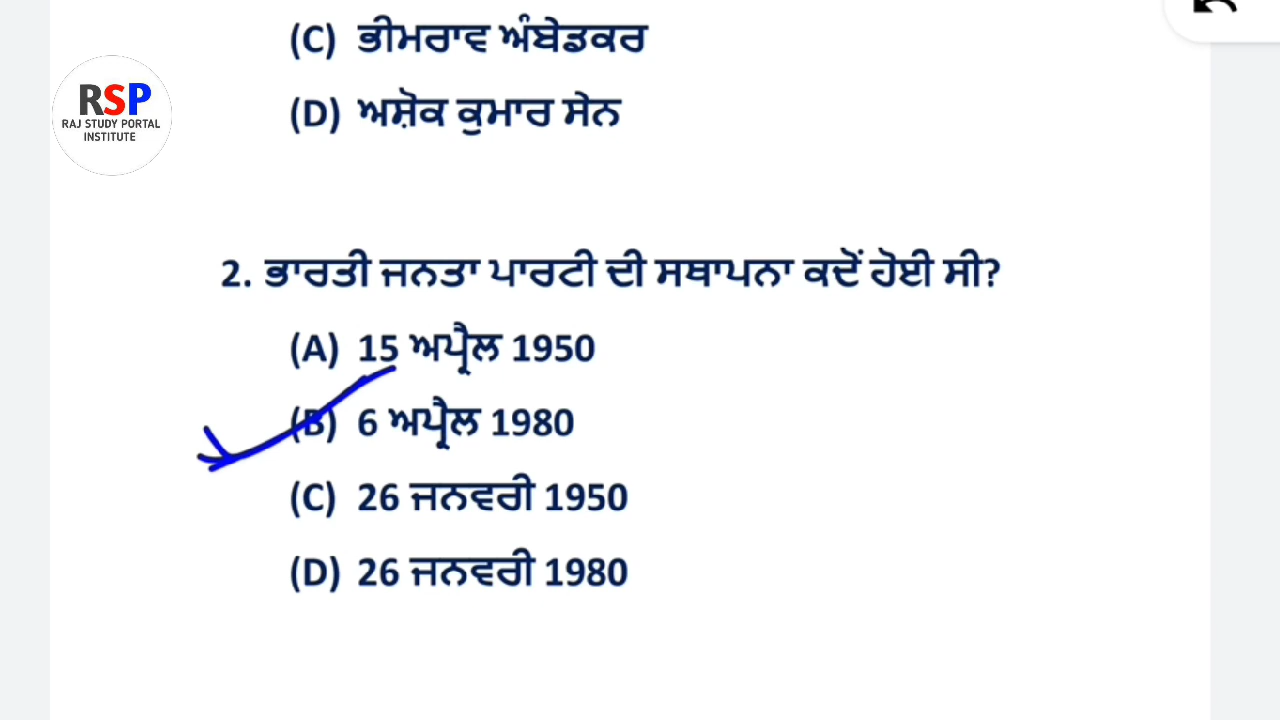 (C) ਭੀਮਰਾਵ ਅੰਬੇਡਕਰ
RSP
RAJ STUDY PORTAL
INSTITUTE
(D) ਅਸ਼ੋਕ ਕੁਮਾਰ ਸੇਨ
2. ਭਾਰਤੀ ਜਨਤਾ ਪਾਰਟੀ ਦੀ ਸਥਾਪਨਾ ਕਦੋਂ ਹੋਈ ਸੀ?
(A) 15 ਅਪ੍ਰੈਲ 1950
(B) 6 ਅਪ੍ਰੈਲ 1980
(C) 26 ਜਨਵਰੀ 1950
(D) 26 ਜਨਵਰੀ 1980